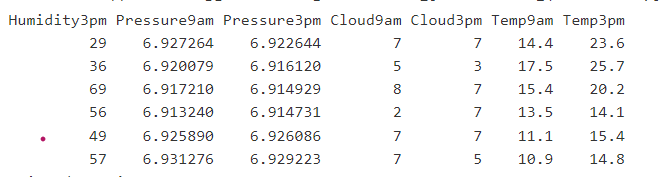 Humidity3pm Pressure9am Pressure3pm Cloud9am Cloud3pm Temp9am Temp3pm
29 6.927264 6.922644 7 7 14.4 23.6
36 6.920079 6.916120 5 3 17.5 25.7
69 6.917210 6.914929 8 7 15.4 20.2
56 6.913240 6.914731 2 7 13.5 14.1
49 6.925890 6.926086 7 7 11.1 15.4
57 6.931276 6.929223 7 5 10.9 14.8